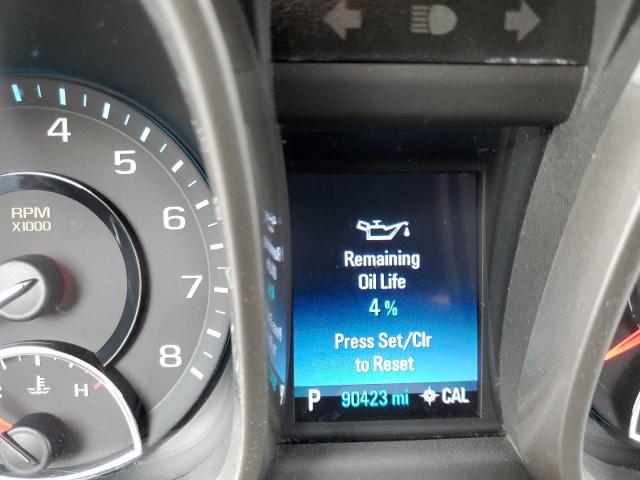 4
5
6
7
8
RPM
X1000
H
Remaining
Oil Life
4 %
Press Set/Clr
to Reset
P 90423 mi CAL